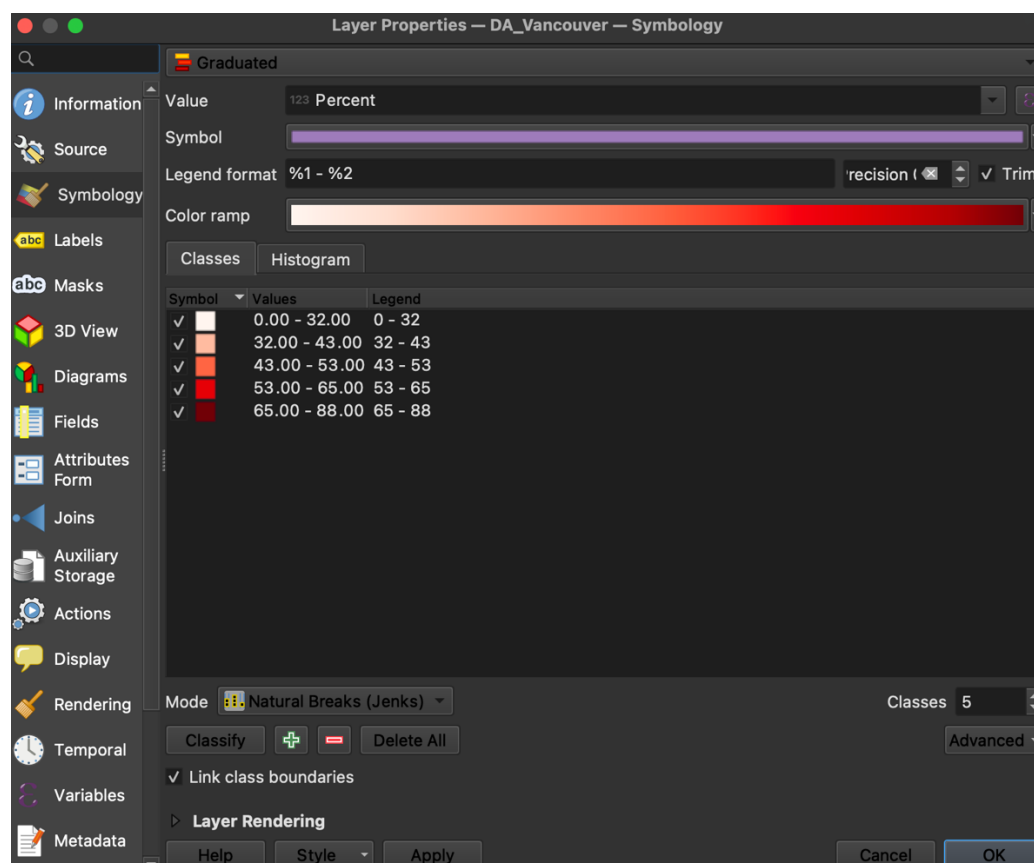 Layer Properties — DA_Vancouver — Symbology
Graduated
Information
Source
Symbology
abc Labels
abc Masks
3D View
Diagrams
Fields
Attributes
Form
Joins
Auxiliary
Storage
Actions
Display
Rendering
Temporal
Variables
Metadata
Value 123 Percent
Symbol
Legend format %1 - %2 recision ( Trim
Color ramp
Classes Histogram
Symbol Values Legend
0.00 - 32.00 0 - 32
32.00 - 43.00 32 - 43
43.00 - 53.00 43 - 53
53.00 - 65.00 53 - 65
65.00 - 88.00 65 - 88
Mode Natural Breaks (Jenks) Classes 5
Classify Delete All Advanced
Link class boundaries
Layer Rendering
Help Style Apply Cancel OK